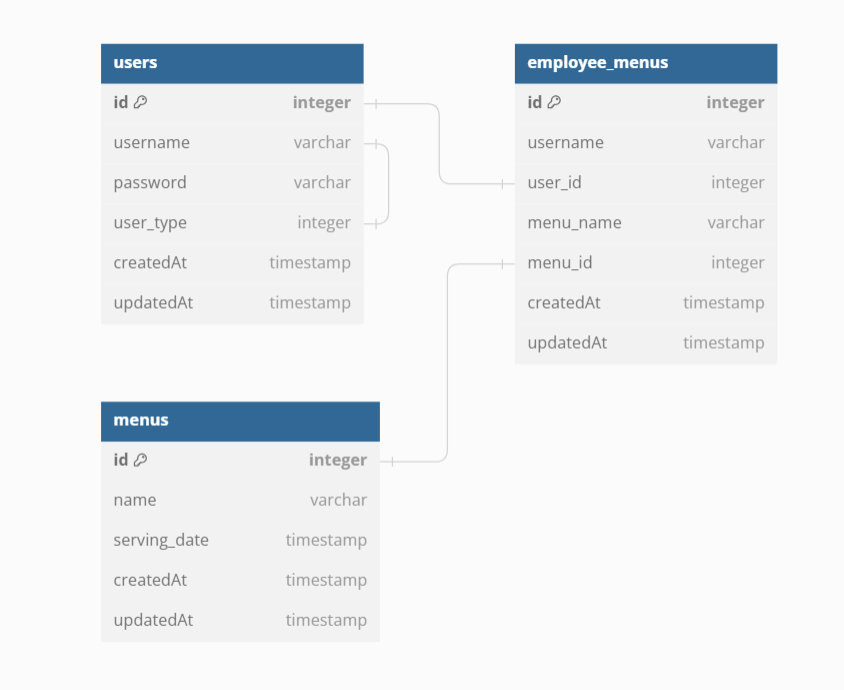 users
id integer
username varchar
password varchar
user_type integer
createdAt timestamp
updatedAt timestamp
employee_menus
id integer
username varchar
user_id integer
menu_name varchar
menu_id integer
createdAt timestamp
updatedAt timestamp
menus
id integer
name varchar
serving_date timestamp
createdAt timestamp
updatedAt timestamp